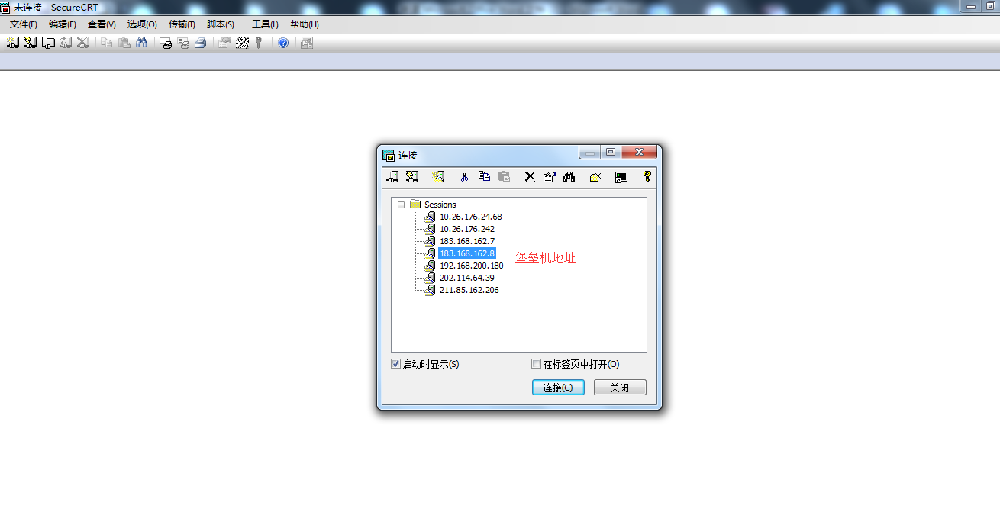 未连接 - SecureCRT
文件(F) 编辑(E) 查看(V) 选项(O) 传输(T) 脚本(S) 工具(L) 帮助(H)
连接
Sessions
10.26.176.24.68
10.26.176.242
183.168.162.7
183.168.162.8
堡垒机地址
192.168.200.180
202.114.64.39
211.85.162.206
启动时显示(S) 在标签页中打开(O)
连接(C) 关闭